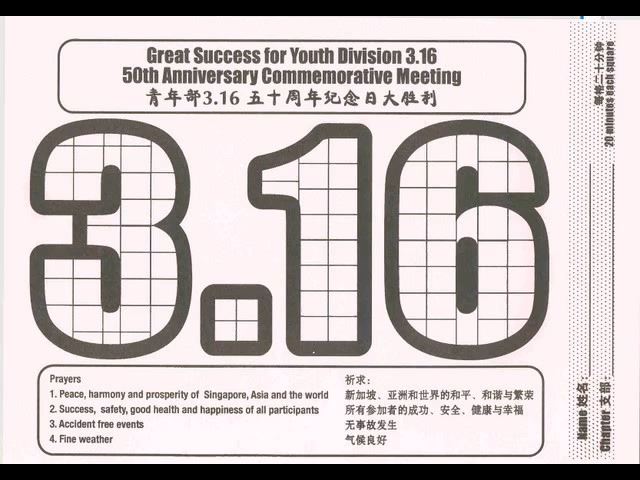 Great Success for Youth Division 3.16
50th Anniversary Commemorative Meeting
青年部3.16 五十周年纪念日大胜利
3.16
Prayers
1. Peace, harmony and prosperity of Singapore, Asia and the world
2. Success, safety, good health and happiness of all participants
3. Accident free events
4. Fine weather
祈求：
新加坡、亚洲和世界的和平、和谐与繁荣
所有参加者的成功、安全、健康与幸福
无事故发生
气候良好
Name 姓名:
Chapter 支部:
每格二十分钟
20 minutes each square